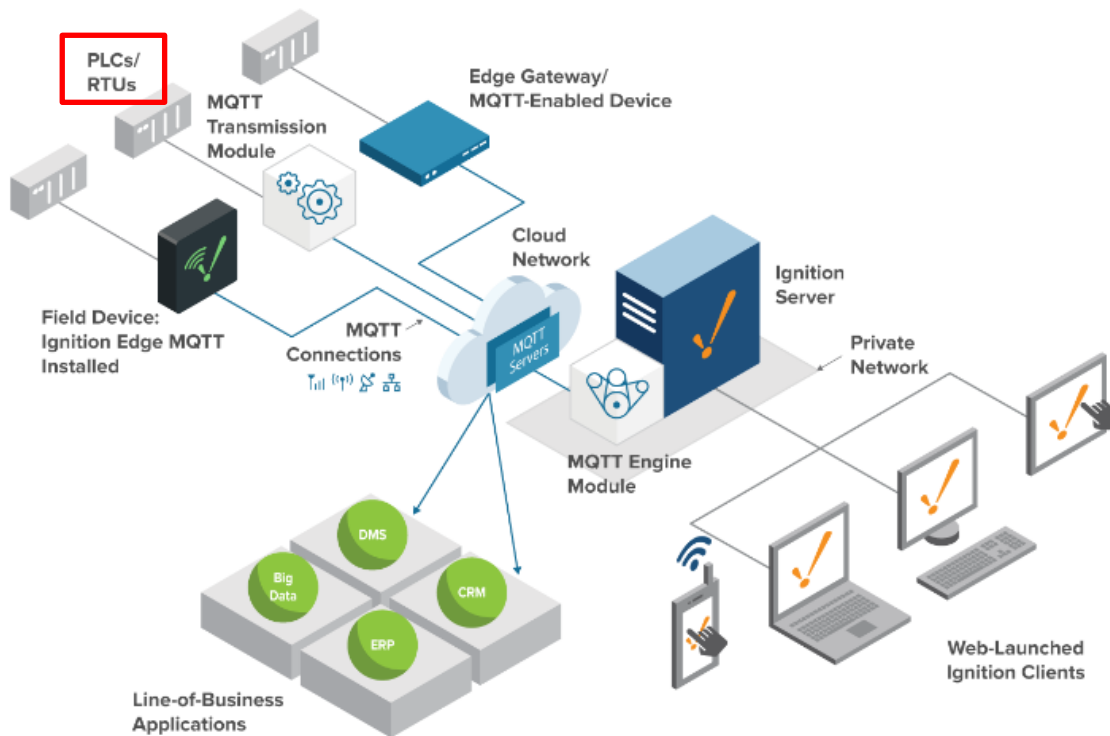 PLCs/
RTUs
MQTT
Transmission
Module
Edge Gateway/
MQTT-Enabled Device
Field Device:
Ignition Edge MQTT
Installed
Cloud
Network
MQTT
Connections
MQTT
Servers
Ignition
Server
Private
Network
MQTT Engine
Module
DMS
Big
Data
CRM
ERP
Line-of-Business
Applications
Web-Launched
Ignition Clients